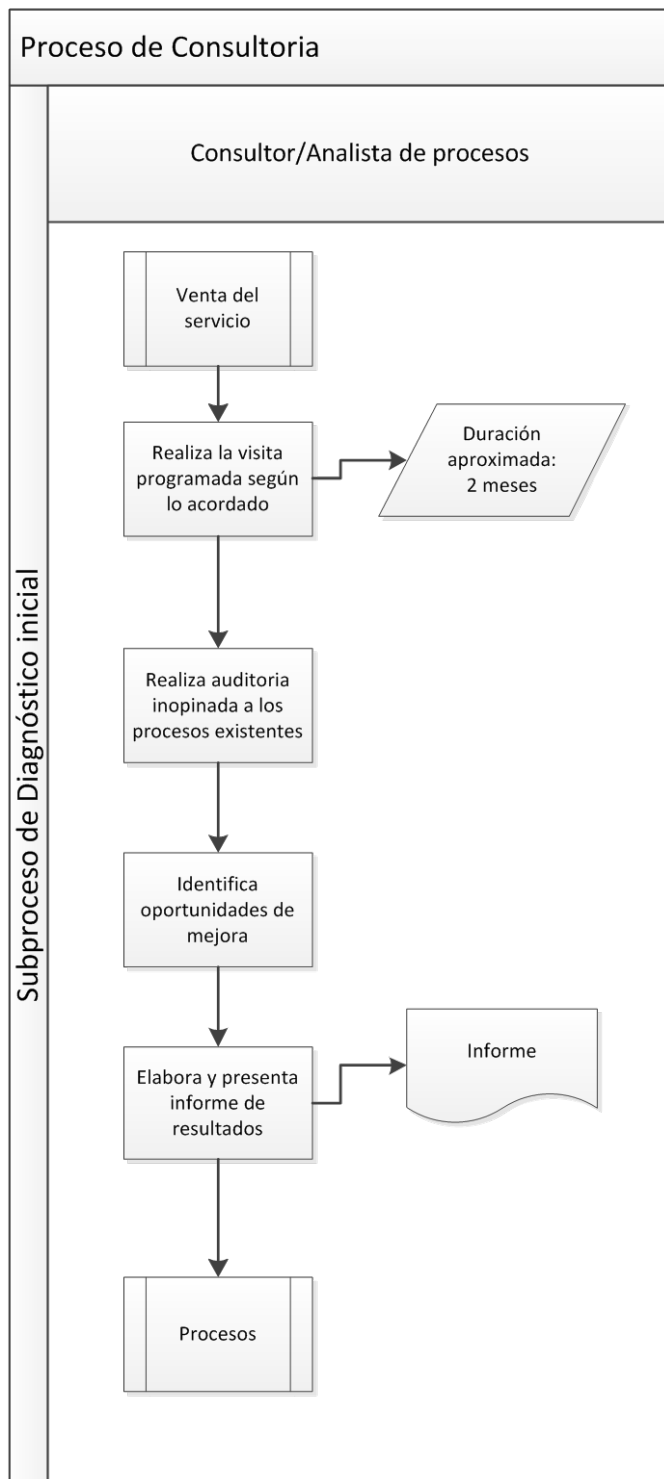 Proceso de Consultoria
Consultor/Analista de procesos
Subproceso de Diagnóstico inicial
Venta del
servicio
Realiza la visita
programada según
lo acordado
Duración
aproximada:
2 meses
Realiza auditoria
inopinada a los
procesos existentes
Identifica
oportunidades de
mejora
Elabora y presenta
informe de
resultados
Informe
Procesos